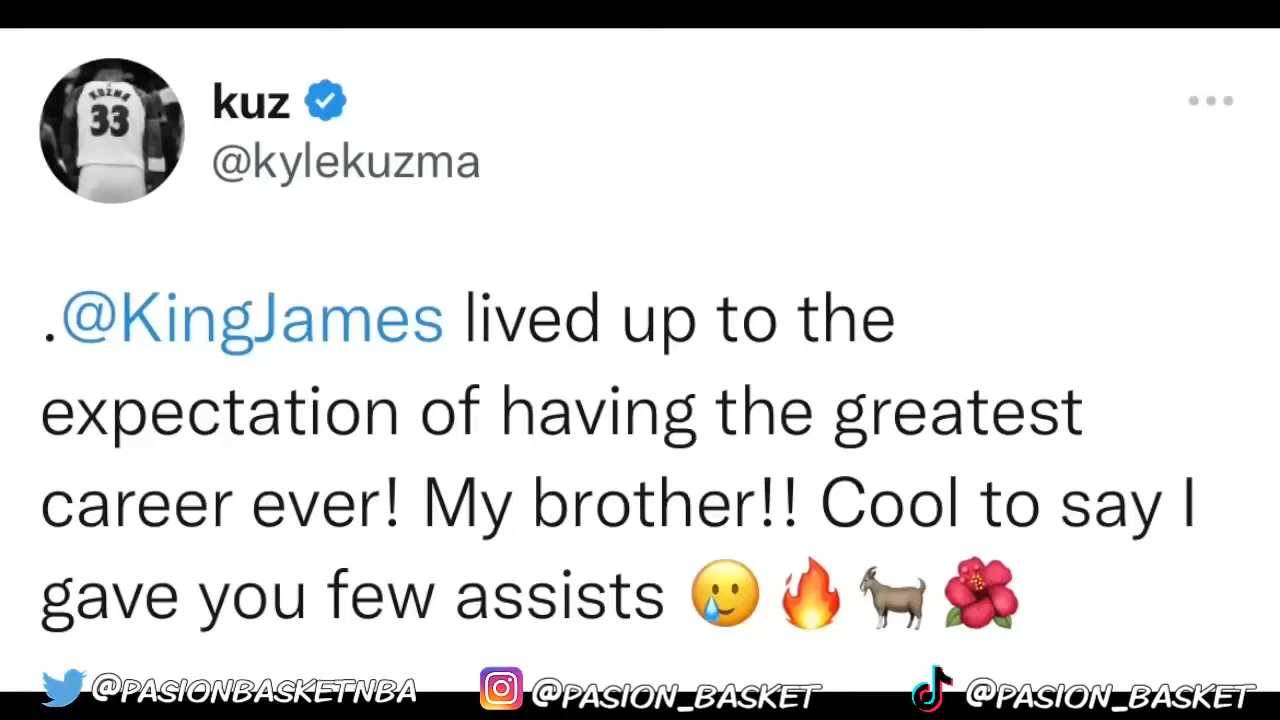 KUZMA
33
kuz
@kylekuzma
.@KingJames lived up to the
expectation of having the greatest
career ever! My brother!! Cool to say I
gave you few assists 🥲🔥🐐🌺
@PASIONBASKETNBA @PASION_BASKET @PASION_BASKET